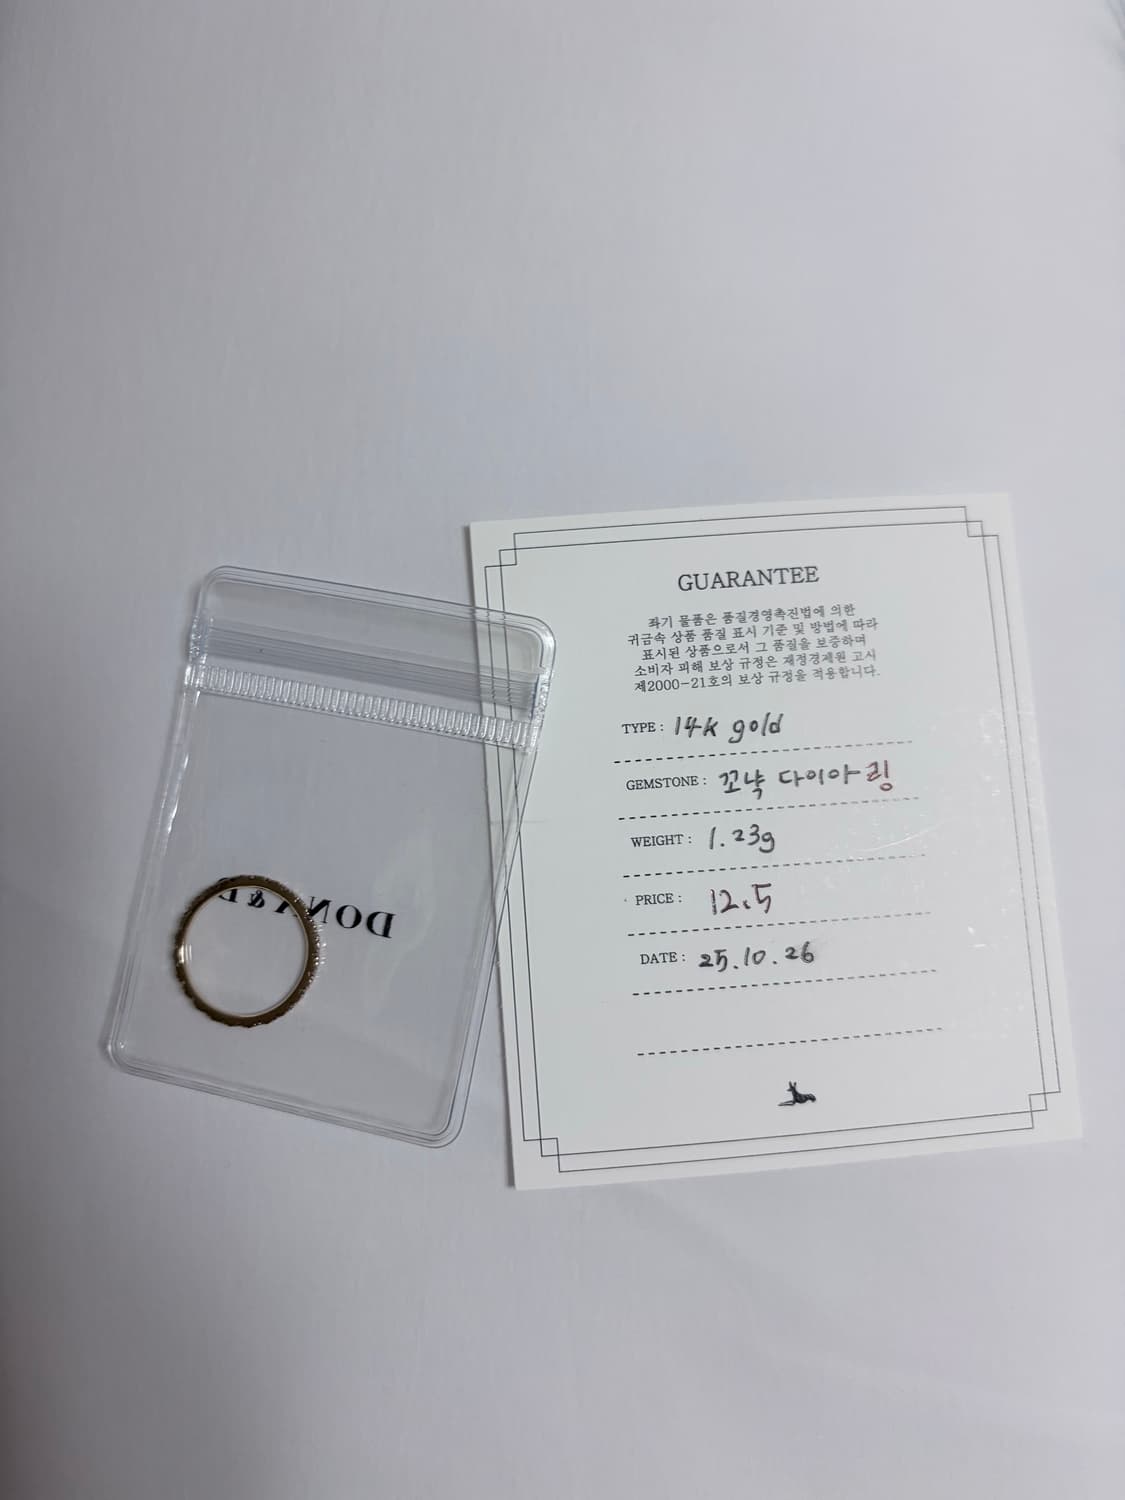 GUARANTEE
좌기 물품은 품질경영촉진법에 의한
귀금속 상품 품질 표시 기준 및 방법에 따라
표시된 상품으로서 그 품질을 보증하며
소비자 피해 보상 규정은 재정경제원 고시
제2000-21호의 보상 규정을 적용합니다.
TYPE : 14k gold
GEMSTONE : 꼬냑 다이아 링
WEIGHT : 1.23g
PRICE : 12.5
DATE : 25.10.26